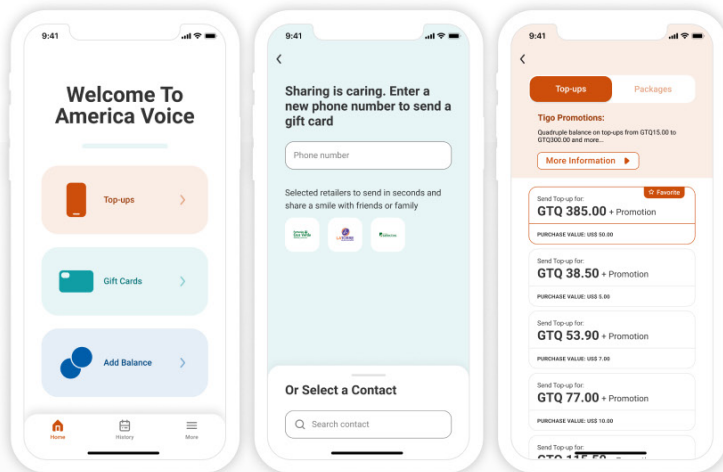 9:41
Welcome To
America Voice
Top-ups
Gift Cards
Add Balance
Home
History
More
9:41
Sharing is caring. Enter a
new phone number to send a
gift card
Phone number
Selected retailers to send in seconds and
share a smile with friends or family
Or Select a Contact
Search contact
9:41
Top-ups
Packages
Tigo Promotions:
Quadruple balance on top-ups from GTQ15.00 to
GTQ300.00 and more...
More Information
Favorite
Send Top-up for:
GTQ 385.00 + Promotion
PURCHASE VALUE: US$ 50.00
Send Top-up for:
GTQ 38.50 + Promotion
PURCHASE VALUE: US$ 5.00
Send Top-up for:
GTQ 53.90 + Promotion
PURCHASE VALUE: US$ 7.00
Send Top-up for:
GTQ 77.00 + Promotion
PURCHASE VALUE: US$ 10.00
Send Top-up for:
GTQ 115.50 + Promotion